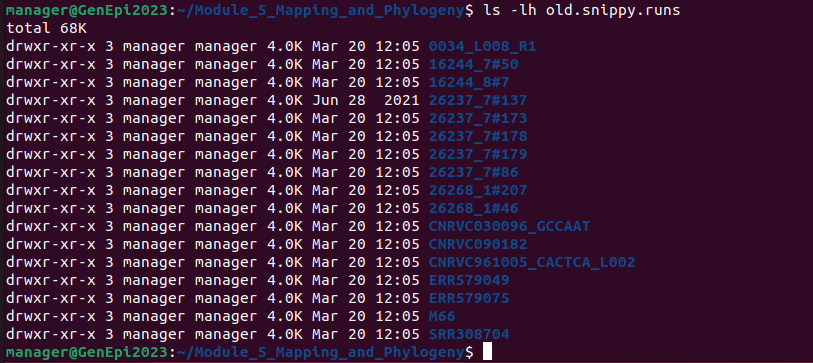 manager@GenEpi2023:~/Module_5_Mapping_and_Phylogeny$ ls -lh old.snippy.runs
total 68K
drwxr-xr-x 3 manager manager 4.0K Mar 20 12:05 0034_L008_R1
drwxr-xr-x 3 manager manager 4.0K Mar 20 12:05 16244_7#50
drwxr-xr-x 3 manager manager 4.0K Mar 20 12:05 16244_8#7
drwxr-xr-x 3 manager manager 4.0K Jun 28  2021 26237_7#137
drwxr-xr-x 3 manager manager 4.0K Mar 20 12:05 26237_7#173
drwxr-xr-x 3 manager manager 4.0K Mar 20 12:05 26237_7#178
drwxr-xr-x 3 manager manager 4.0K Mar 20 12:05 26237_7#179
drwxr-xr-x 3 manager manager 4.0K Mar 20 12:05 26237_7#86
drwxr-xr-x 3 manager manager 4.0K Mar 20 12:05 26268_1#207
drwxr-xr-x 3 manager manager 4.0K Mar 20 12:05 26268_1#46
drwxr-xr-x 3 manager manager 4.0K Mar 20 12:05 CNRVC030096_GCCAAT
drwxr-xr-x 3 manager manager 4.0K Mar 20 12:05 CNRVC090182
drwxr-xr-x 3 manager manager 4.0K Mar 20 12:05 CNRVC961005_CACTCA_L002
drwxr-xr-x 3 manager manager 4.0K Mar 20 12:05 ERR579049
drwxr-xr-x 3 manager manager 4.0K Mar 20 12:05 ERR579075
drwxr-xr-x 3 manager manager 4.0K Mar 20 12:05 M66
drwxr-xr-x 3 manager manager 4.0K Mar 20 12:05 SRR308704
manager@GenEpi2023:~/Module_5_Mapping_and_Phylogeny$